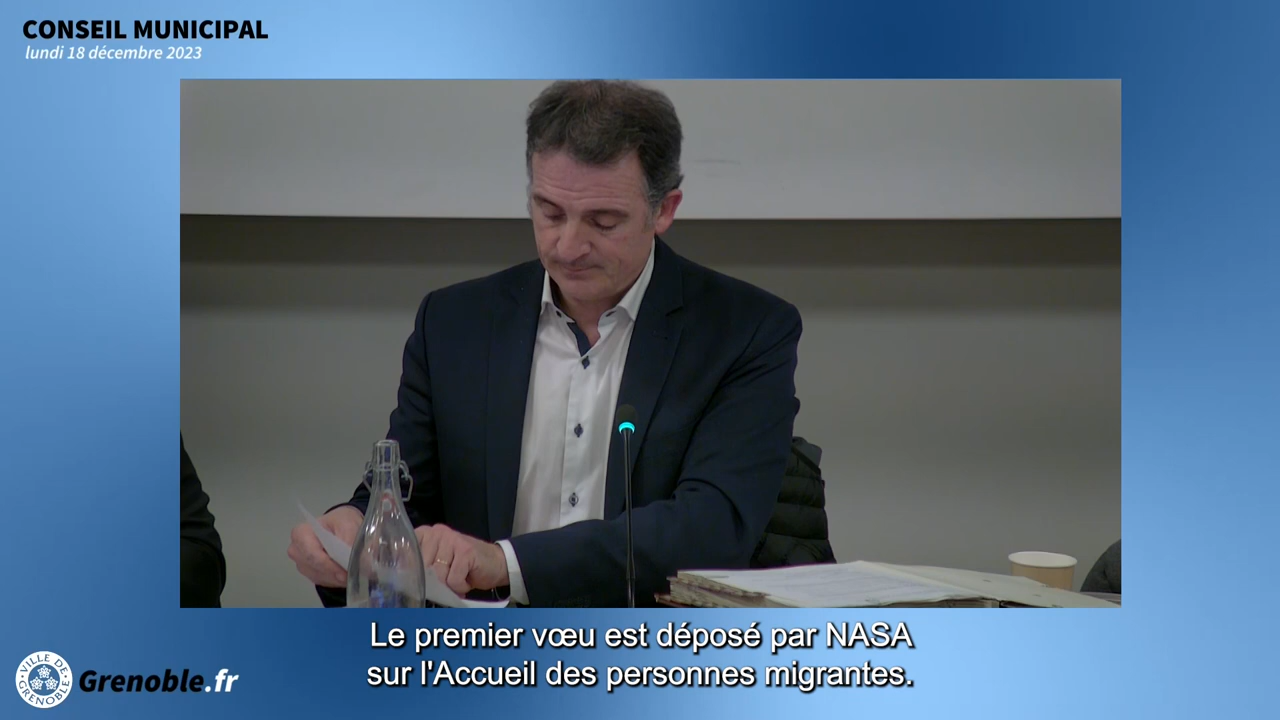 CONSEIL MUNICIPAL
lundi 18 décembre 2023
VILLE DE GRENOBLE
Grenoble.fr
Le premier vœu est déposé par NASA
sur l'Accueil des personnes migrantes.